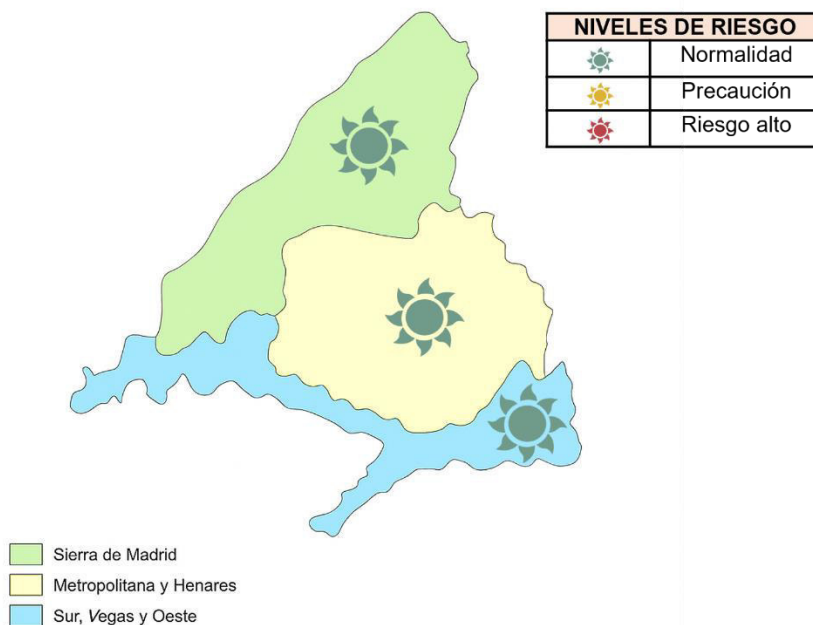 NIVELES DE RIESGO
Normalidad
Precaución
Riesgo alto
Sierra de Madrid
Metropolitana y Henares
Sur, Vegas y Oeste